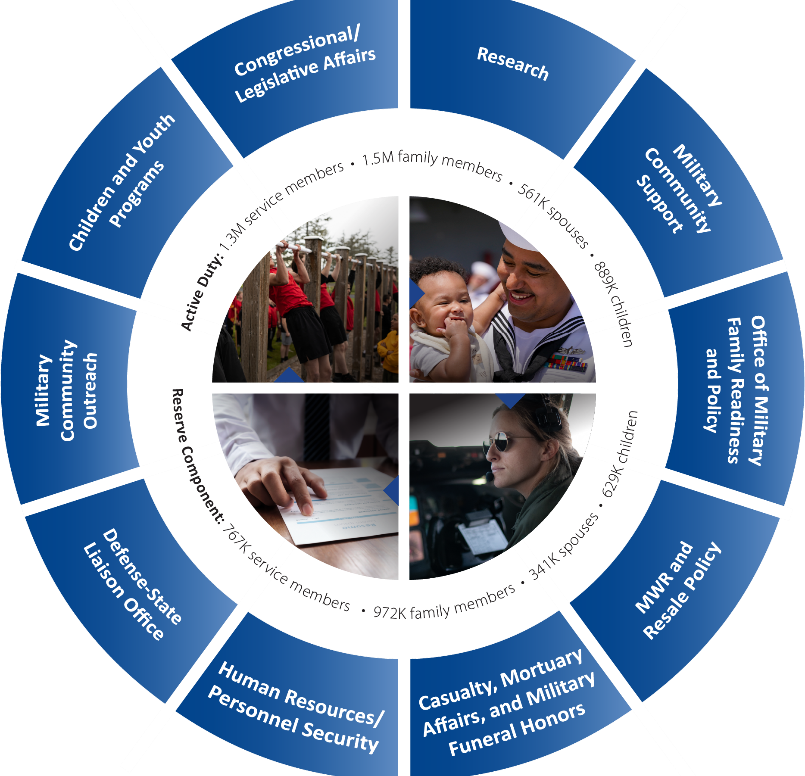 Congressional/
Legislative Affairs
Research
Military
Community
Support
Office of Military
Family Readiness
and Policy
MWR and
Resale Policy
Casualty, Mortuary
Affairs, and Military
Funeral Honors
Human Resources/
Personnel Security
Defense-State
Liaison Office
Military
Community
Outreach
Children and Youth
Programs
Active Duty: 1.3M service members • 1.5M family members • 561K spouses • 889K children
Reserve Component: 767K service members • 972K family members • 341K spouses • 629K children